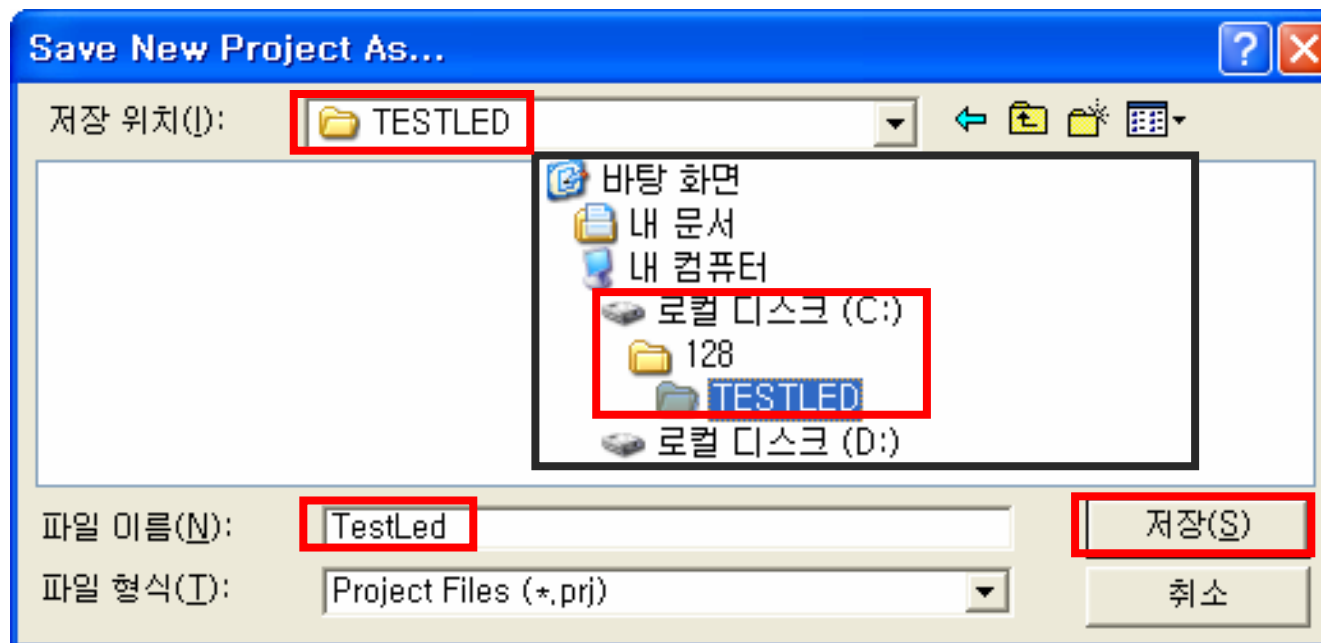 Save New Project As...
저장 위치(I): TESTLED
바탕 화면
내 문서
내 컴퓨터
로컬 디스크 (C:)
128
TESTLED
로컬 디스크 (D:)
파일 이름(N): TestLed 저장(S)
파일 형식(T): Project Files (*.prj) 취소